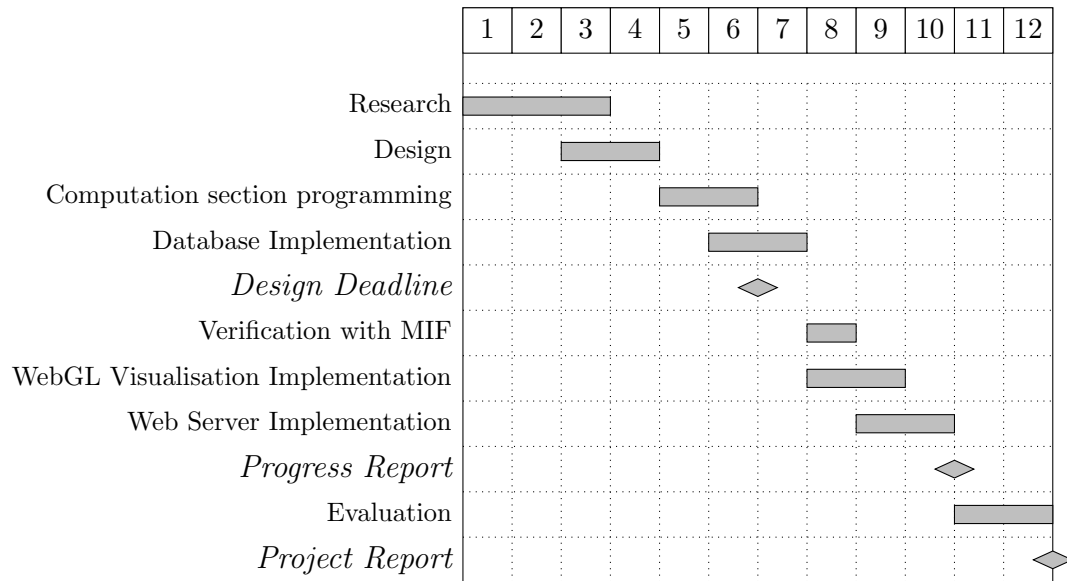 1 2 3 4 5 6 7 8 9 10 11 12
Research
Design
Computation section programming
Database Implementation
Design Deadline
Verification with MIF
WebGL Visualisation Implementation
Web Server Implementation
Progress Report
Evaluation
Project Report